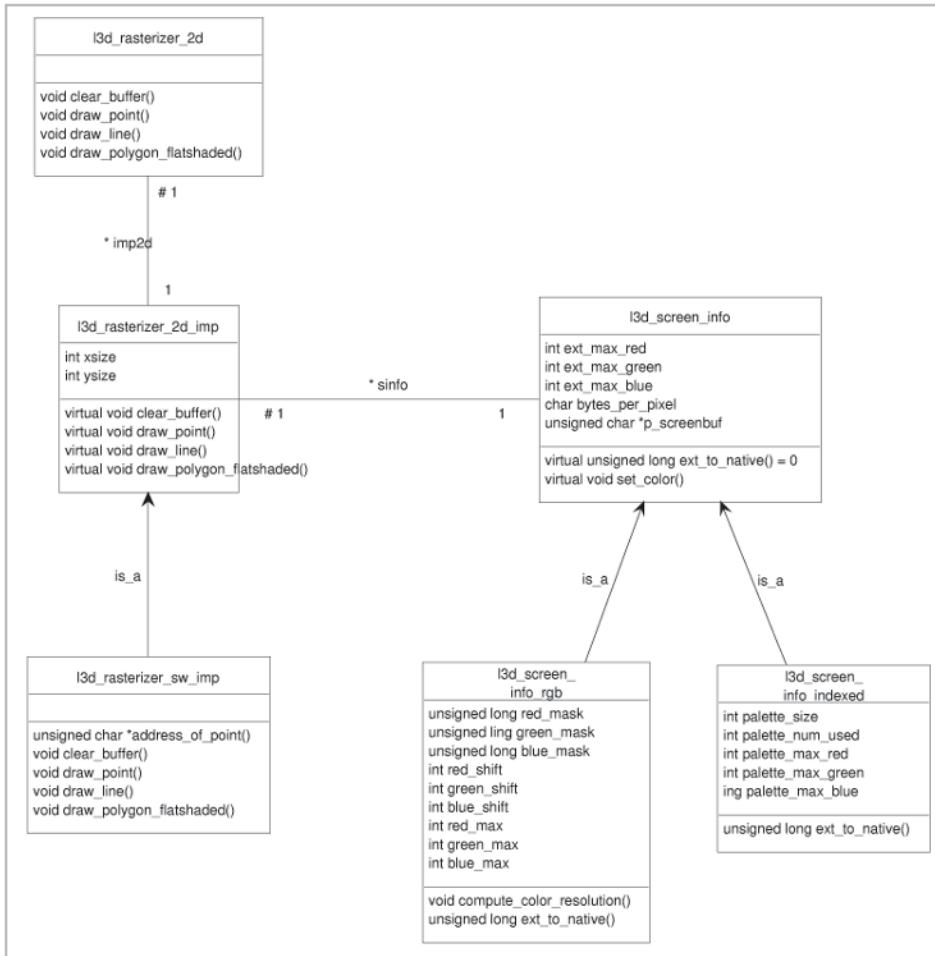 l3d_rasterizer_2d
void clear_buffer()
void draw_point()
void draw_line()
void draw_polygon_flatshaded()
# 1
* imp2d
1
l3d_rasterizer_2d_imp
int xsize
int ysize
virtual void clear_buffer()
virtual void draw_point()
virtual void draw_line()
virtual void draw_polygon_flatshaded()
* sinfo
# 1
1
l3d_screen_info
int ext_max_red
int ext_max_green
int ext_max_blue
char bytes_per_pixel
unsigned char *p_screenbuf
virtual unsigned long ext_to_native() = 0
virtual void set_color()
is_a
is_a
is_a
l3d_rasterizer_sw_imp
unsigned char *address_of_point()
void clear_buffer()
void draw_point()
void draw_line()
void draw_polygon_flatshaded()
l3d_screen_
info_rgb
unsigned long red_mask
unsigned ling green_mask
unsigned long blue_mask
int red_shift
int green_shift
int blue_shift
int red_max
int green_max
int blue_max
void compute_color_resolution()
unsigned long ext_to_native()
l3d_screen_
info_indexed
int palette_size
int palette_num_used
int palette_max_red
int palette_max_green
ing palette_max_blue
unsigned long ext_to_native()